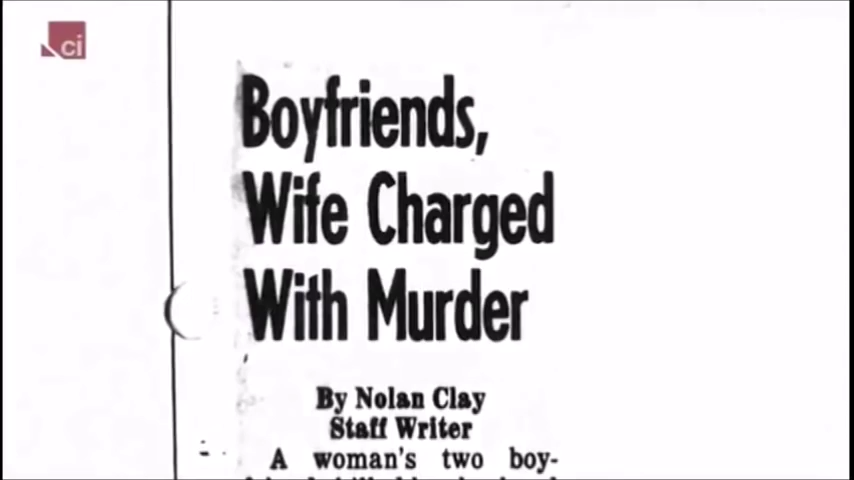 ci
Boyfriends,
Wife Charged
With Murder
By Nolan Clay
Staff Writer
A woman's two boy-